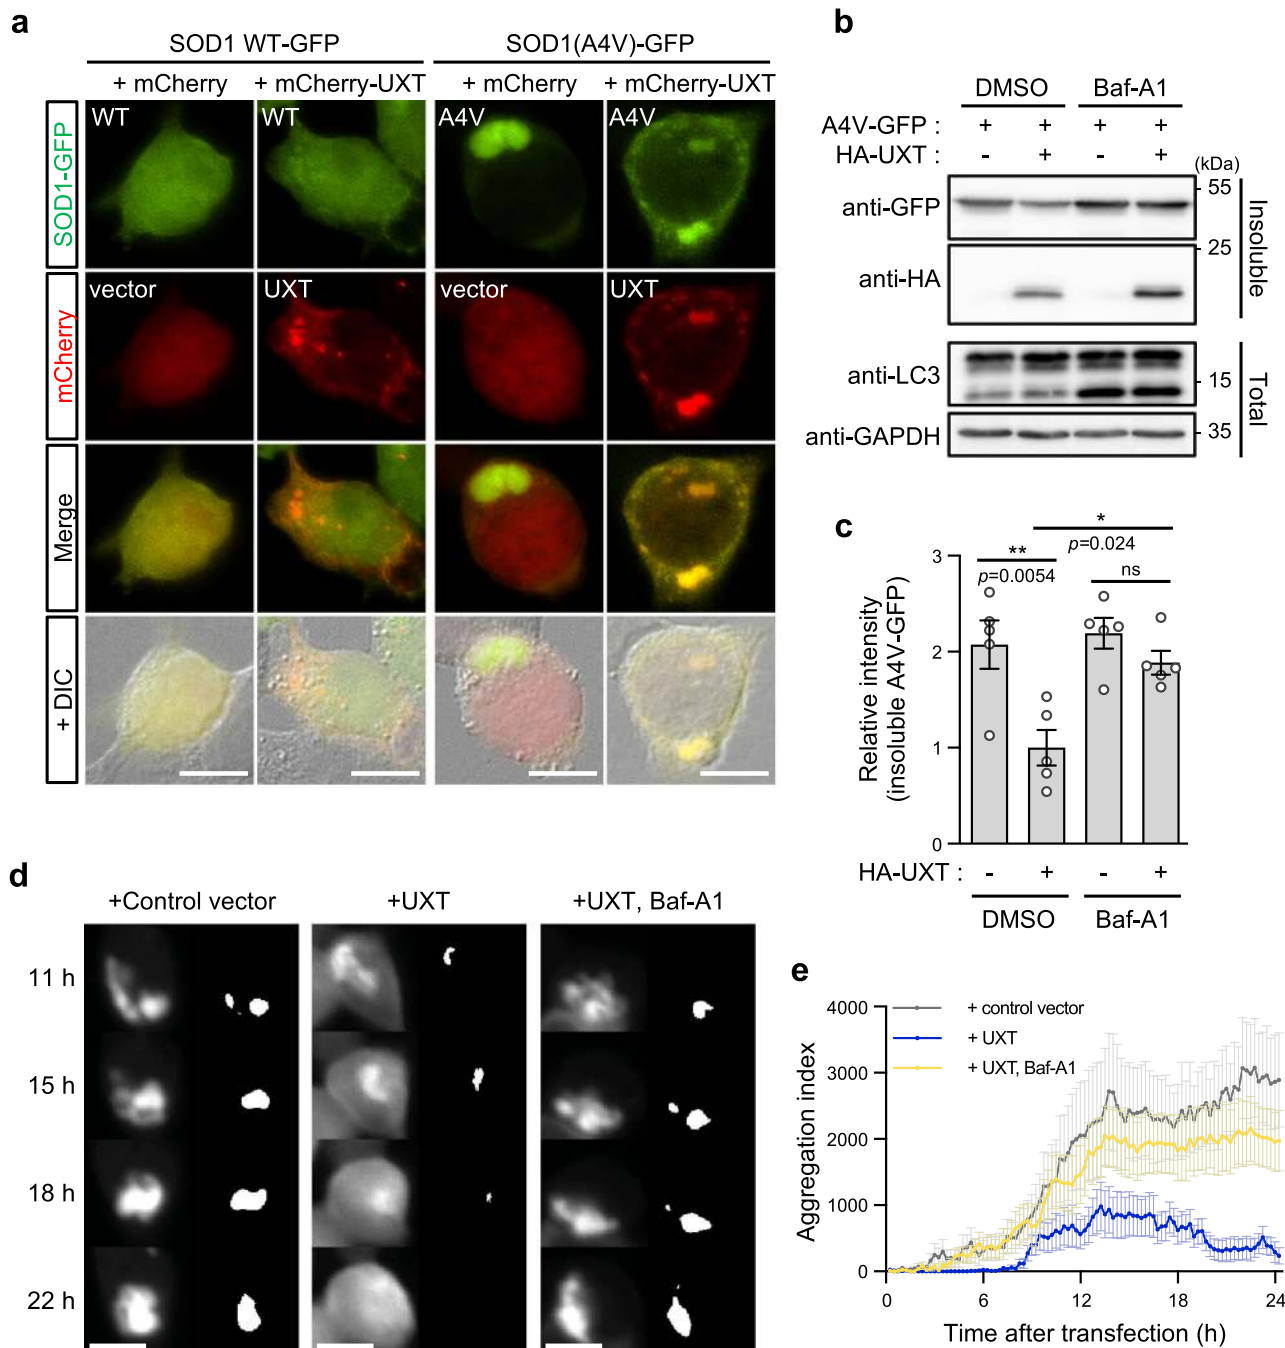 a
SOD1 WT-GFP
SOD1(A4V)-GFP
+ mCherry
+ mCherry-UXT
+ mCherry
+ mCherry-UXT
SOD1-GFP
WT
WT
A4V
A4V
mCherry
vector
UXT
vector
UXT
Merge
+ DIC
b
DMSO
Baf-A1
A4V-GFP : + + + +
HA-UXT : - + - +
(kDa)
anti-GFP
55
anti-HA
25
Insoluble
anti-LC3
15
anti-GAPDH
35
Total
c
*
p=0.024
**
p=0.0054
ns
Relative intensity
(insoluble A4V-GFP)
3
2
1
0
HA-UXT : - + - +
DMSO
Baf-A1
d
+Control vector
+UXT
+UXT, Baf-A1
11 h
15 h
18 h
22 h
e
+ control vector
+ UXT
+ UXT, Baf-A1
Aggregation index
4000
3000
2000
1000
0
0 6 12 18 24
Time after transfection (h)